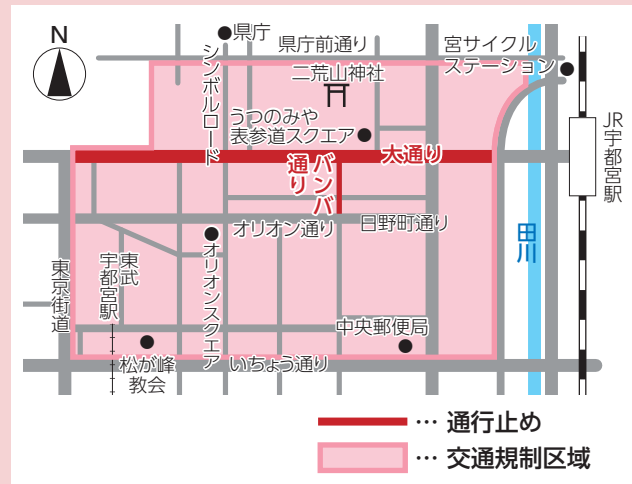 N
県庁
県庁前通り
宮サイクル
ステーション
シンボルロード
二荒山神社
うつのみや
表参道スクエア
大通り
JR宇都宮駅
バンバ
通り
オリオン通り
日野町通り
田川
東京街道
東武
宇都宮駅
オリオンスクエア
中央郵便局
松が峰
教会
いちょう通り
… 通行止め
… 交通規制区域